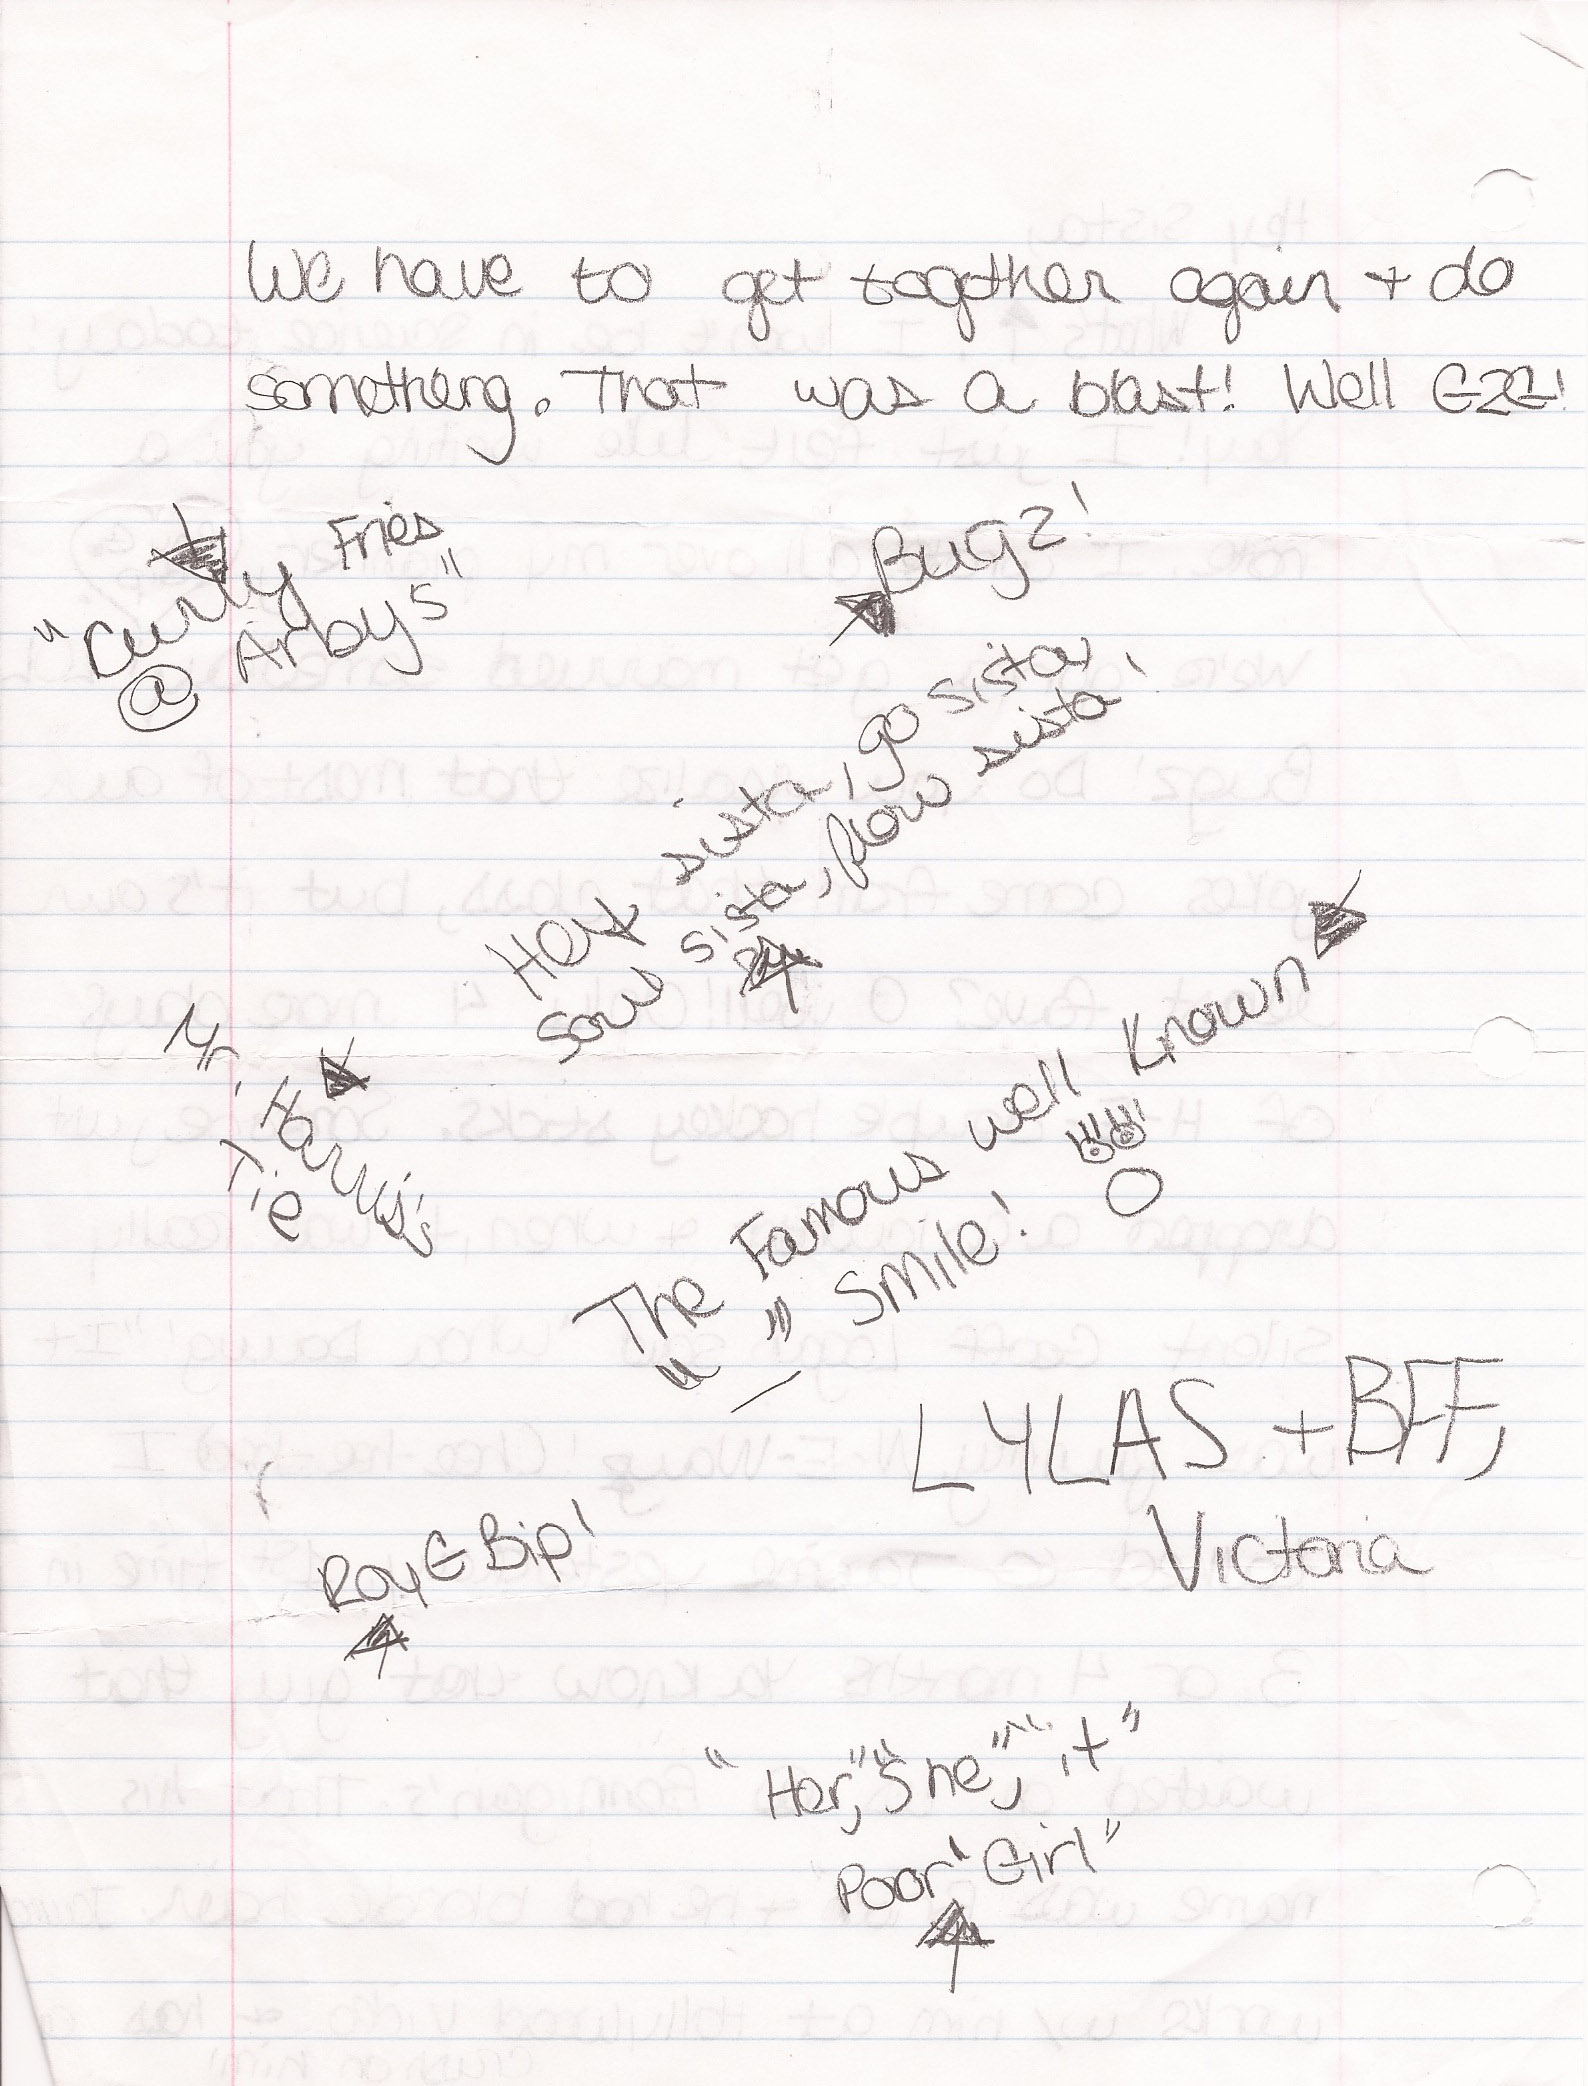 We have to get together again + do
something. That was a blast! Well G2G!
"Curly Fries
@ Arbys"
Bugz!
Hey sista, go sista,
soul sista, flow sista!
Mr. Harris
Tie
The Famous well known
" " Smile!
LYLAS + BFF,
Victoria
Roy G Bip!
"Her," "She," "it"
Poor "Girl"